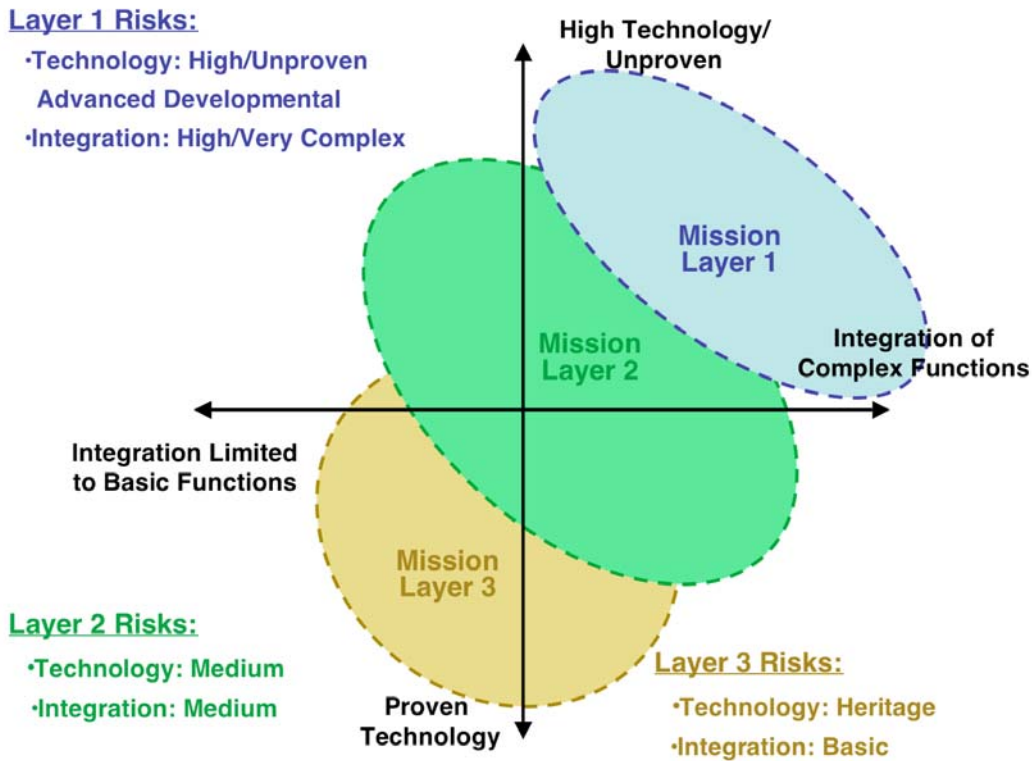 Layer 1 Risks:
•Technology: High/Unproven
Advanced Developmental
•Integration: High/Very Complex
High Technology/
Unproven
Mission
Layer 1
Mission
Layer 2
Integration of
Complex Functions
Integration Limited
to Basic Functions
Mission
Layer 3
Layer 2 Risks:
•Technology: Medium
•Integration: Medium
Proven
Technology
Layer 3 Risks:
•Technology: Heritage
•Integration: Basic